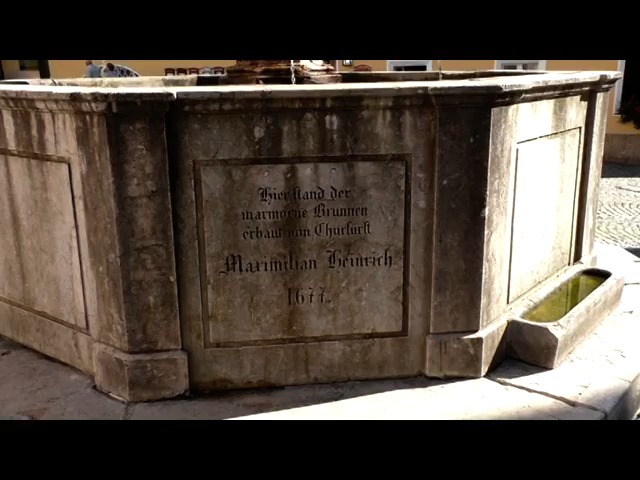 Hier stand der
marmorne Brunnen
erbaut von Churfürst
Maximilian Heinrich
1677.